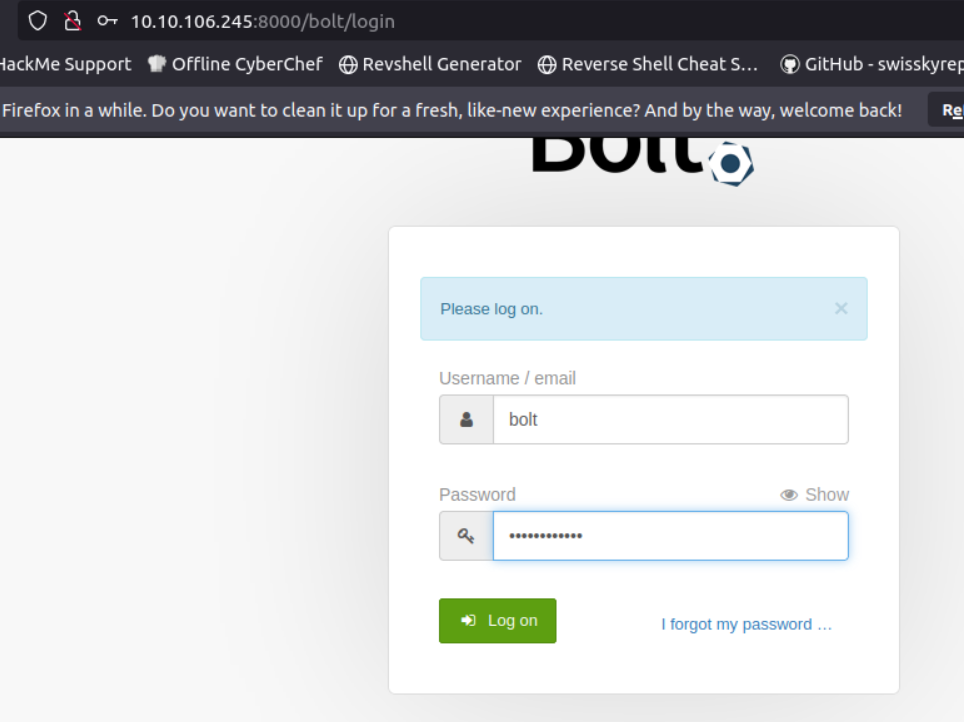 10.10.106.245:8000/bolt/login
HackMe Support Offline CyberChef Revshell Generator Reverse Shell Cheat S… GitHub - swisskyrep
Firefox in a while. Do you want to clean it up for a fresh, like-new experience? And by the way, welcome back! Re
Bolt
Please log on. ×
Username / email
bolt
Password Show
••••••••••••
Log on I forgot my password …